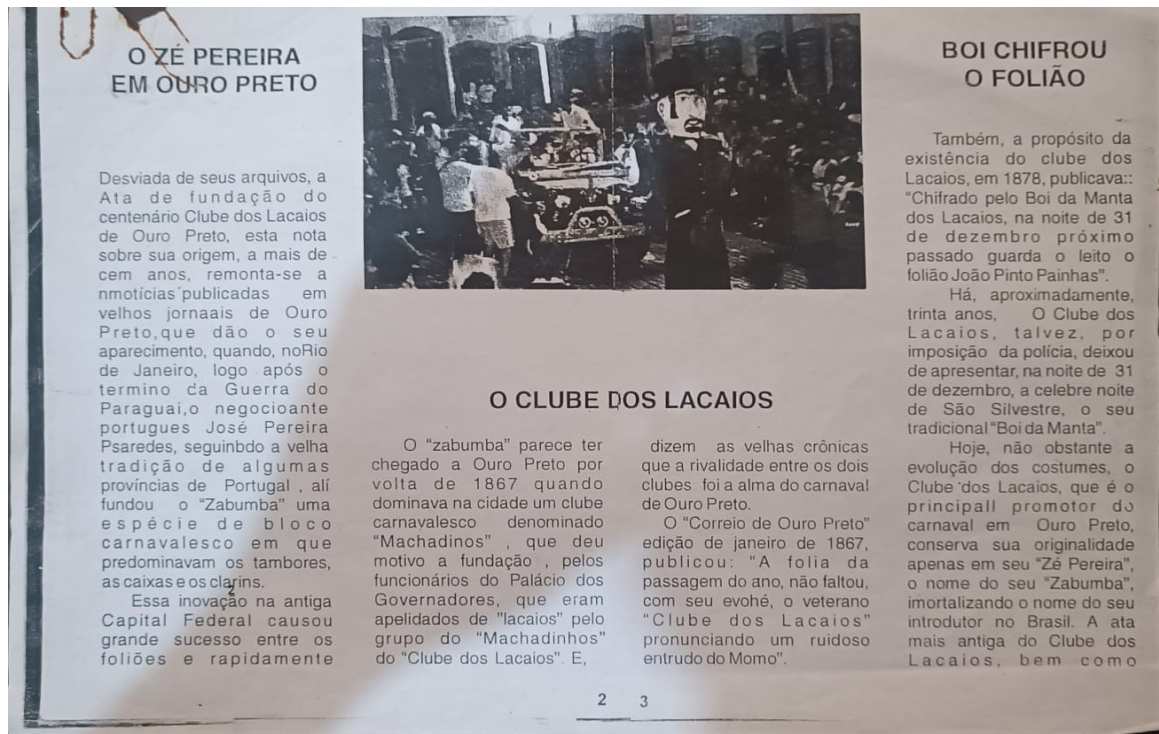 O ZÉ PEREIRA
EM OURO PRETO
Desviada de seus arquivos, a
Ata de fundação do
centenário Clube dos Lacaios
de Ouro Preto, esta nota
sobre sua origem, a mais de
cem anos, remonta-se a
nmotícias publicadas em
velhos jornaais de Ouro
Preto,que dão o seu
aparecimento, quando, noRio
de Janeiro, logo após o
termino da Guerra do
Paraguai,o negocioante
portugues José Pereira
Psaredes, seguinbdo a velha
tradição de algumas
províncias de Portugal , alí
fundou o "Zabumba" uma
espécie de bloco
carnavalesco em que
predominavam os tambores,
as caixas e os clarins.
Essa inovação na antiga
Capital Federal causou
grande sucesso entre os
foliões e rapidamente
O CLUBE DOS LACAIOS
O "zabumba" parece ter
chegado a Ouro Preto por
volta de 1867 quando
dominava na cidade um clube
carnavalesco denominado
"Machadinos" , que deu
motivo a fundação , pelos
funcionários do Palácio dos
Governadores, que eram
apelidados de "lacaios" pelo
grupo do "Machadinhos"
do "Clube dos Lacaios". E,
dizem as velhas crônicas
que a rivalidade entre os dois
clubes foi a alma do carnaval
de Ouro Preto.
O "Correio de Ouro Preto"
edição de janeiro de 1867,
publicou: "A folia da
passagem do ano, não faltou,
com seu evohé, o veterano
"Clube dos Lacaios"
pronunciando um ruidoso
entrudo do Momo".
BOI CHIFROU
O FOLIÃO
Também, a propósito da
existência do clube dos
Lacaios, em 1878, publicava::
"Chifrado pelo Boi da Manta
dos Lacaios, na noite de 31
de dezembro próximo
passado guarda o leito o
folião João Pinto Painhas".
Há, aproximadamente,
trinta anos, O Clube dos
Lacaios, talvez, por
imposição da polícia, deixou
de apresentar, na noite de 31
de dezembro, a celebre noite
de São Silvestre, o seu
tradicional "Boi da Manta".
Hoje, não obstante a
evolução dos costumes, o
Clube dos Lacaios, que é o
principall promotor do
carnaval em Ouro Preto,
conserva sua originalidade
apenas em seu "Zé Pereira",
o nome do seu "Zabumba",
imortalizando o nome do seu
introdutor no Brasil. A ata
mais antiga do Clube dos
Lacaios, bem como
2 3